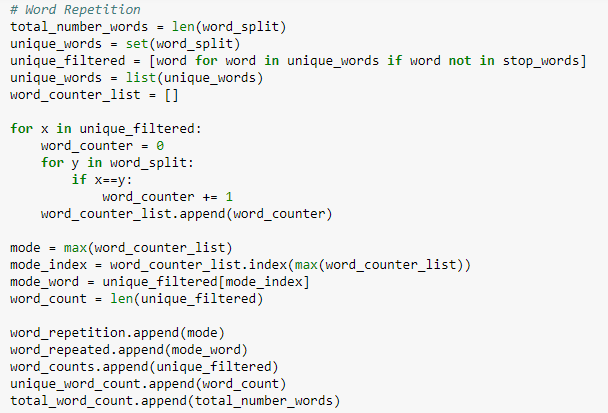 # Word Repetition
total_number_words = len(word_split)
unique_words = set(word_split)
unique_filtered = [word for word in unique_words if word not in stop_words]
unique_words = list(unique_words)
word_counter_list = []

for x in unique_filtered:
    word_counter = 0
    for y in word_split:
        if x==y:
            word_counter += 1
    word_counter_list.append(word_counter)

mode = max(word_counter_list)
mode_index = word_counter_list.index(max(word_counter_list))
mode_word = unique_filtered[mode_index]
word_count = len(unique_filtered)

word_repetition.append(mode)
word_repeated.append(mode_word)
word_counts.append(unique_filtered)
unique_word_count.append(word_count)
total_word_count.append(total_number_words)